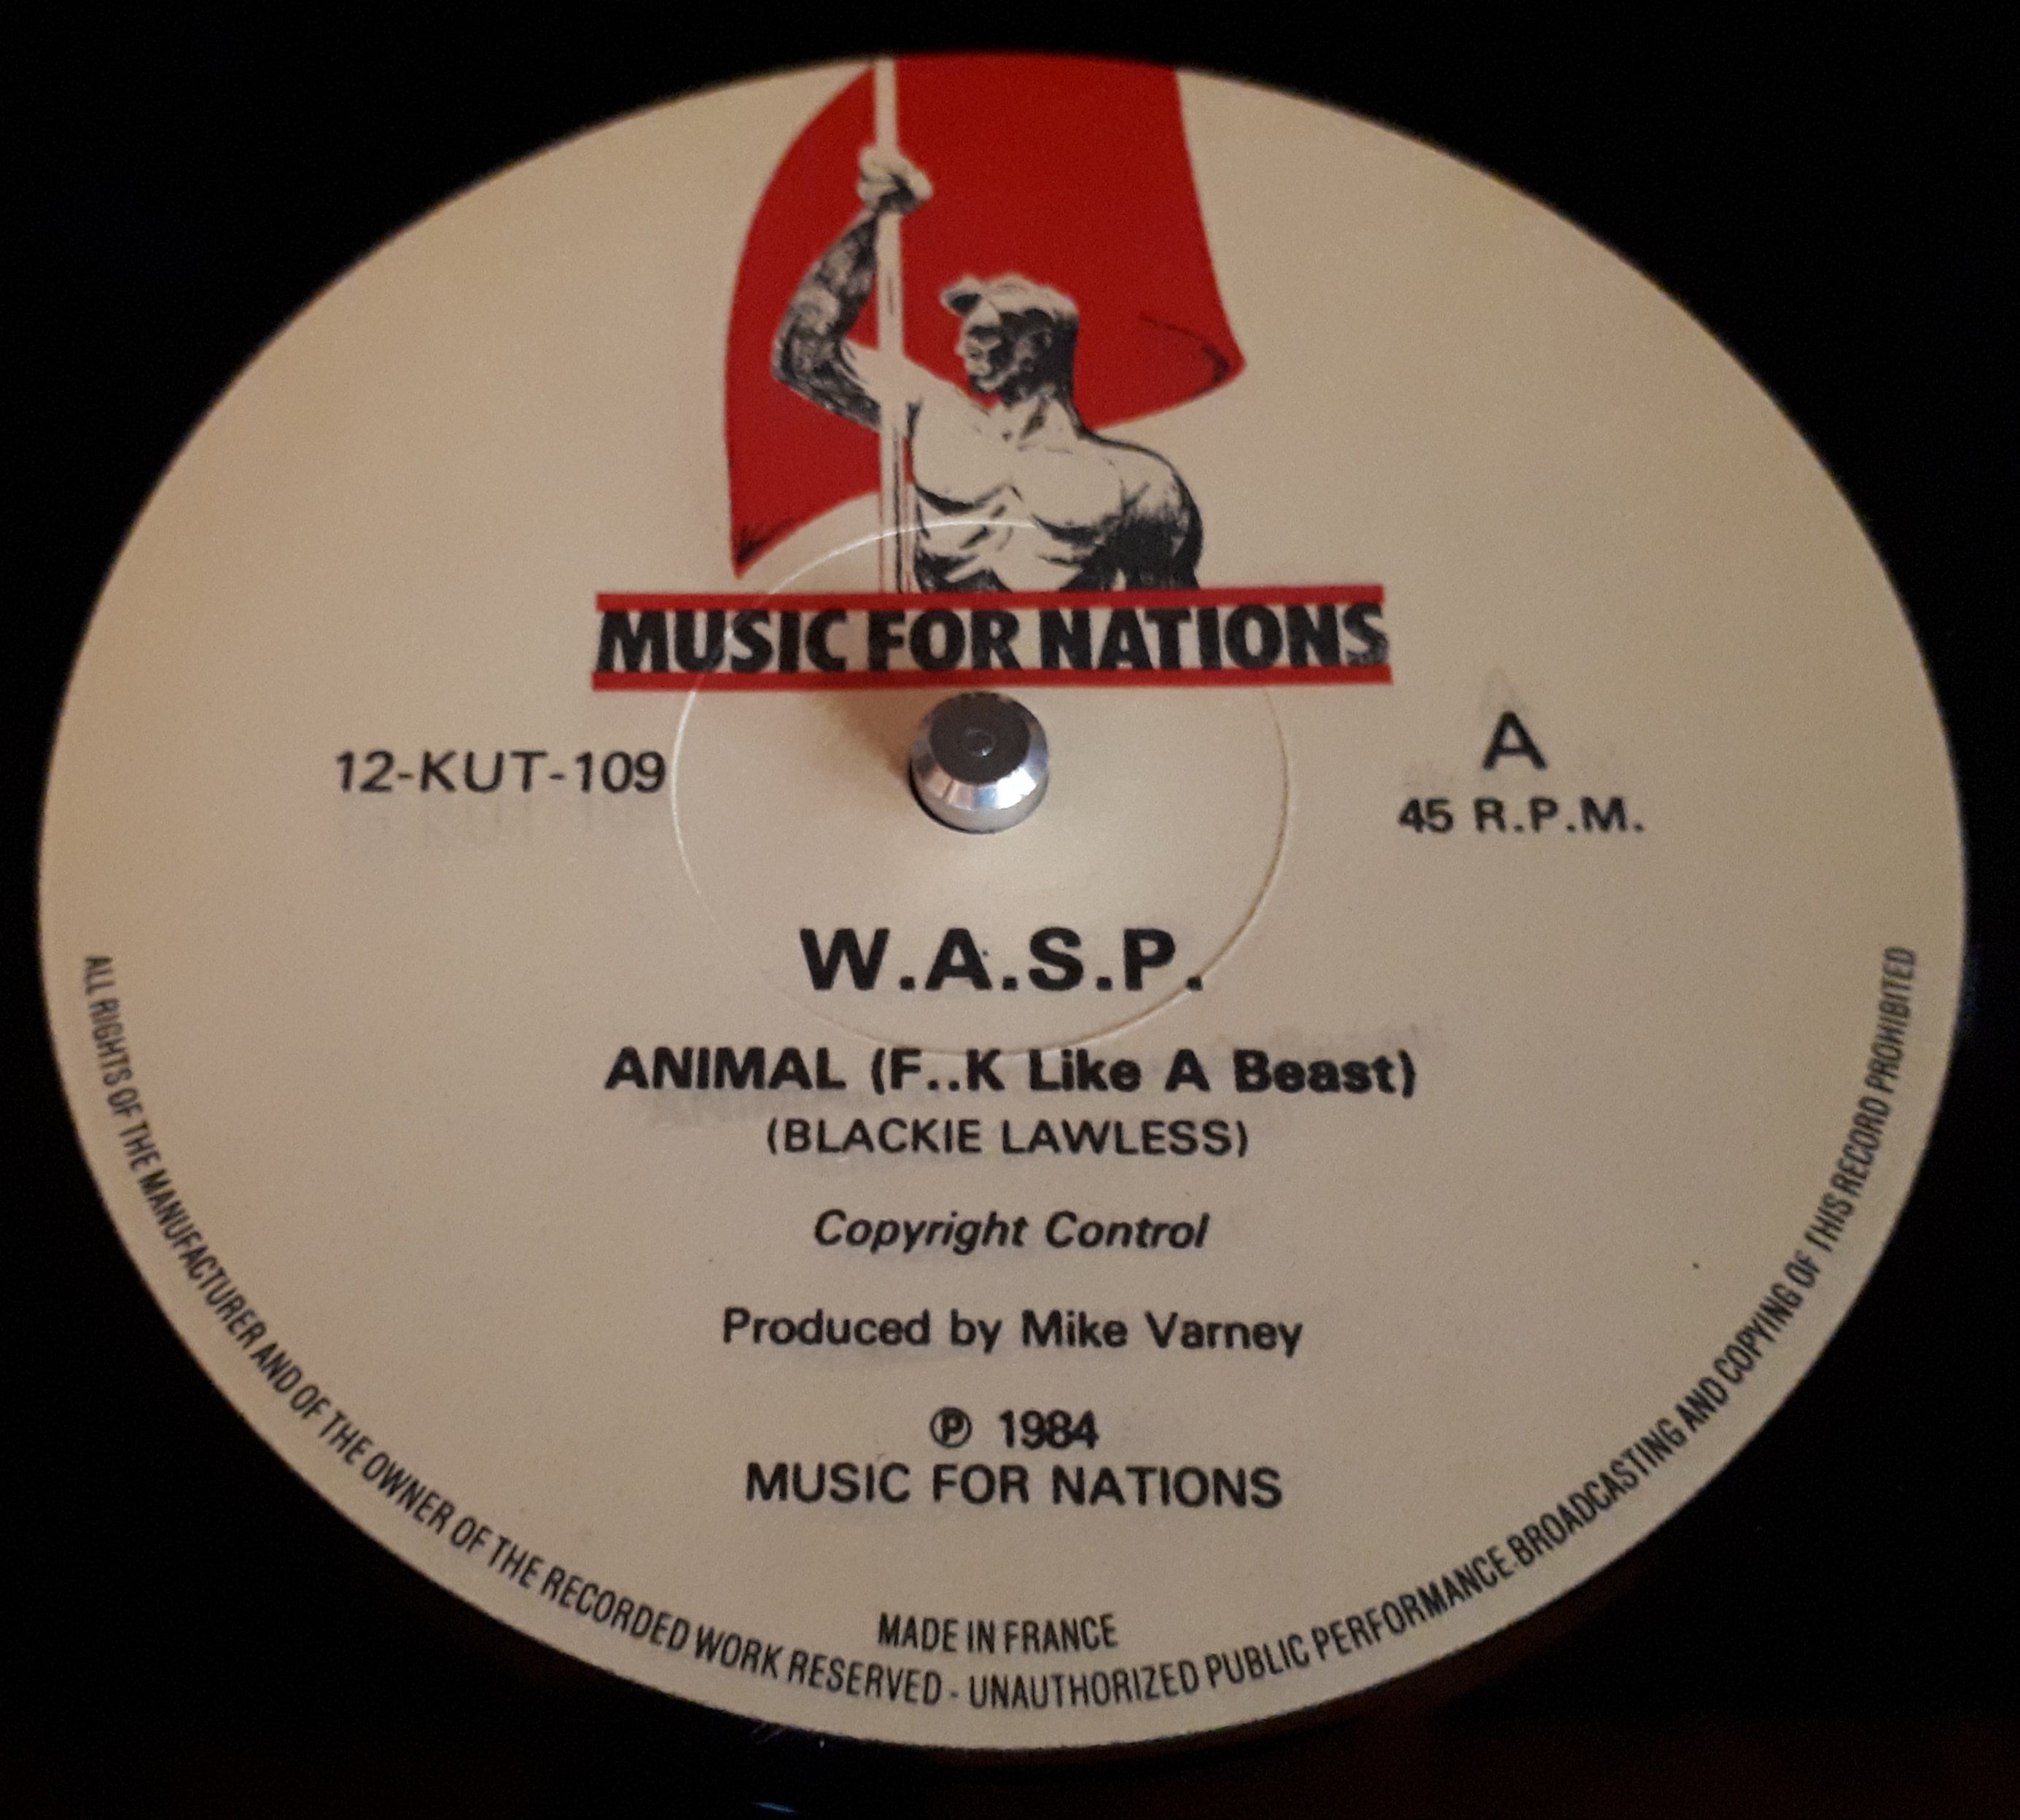 MUSIC FOR NATIONS
12-KUT-109
A
45 R.P.M.
W.A.S.P.
ANIMAL (F..K Like A Beast)
(BLACKIE LAWLESS)
Copyright Control
Produced by Mike Varney
℗ 1984
MUSIC FOR NATIONS
MADE IN FRANCE
ALL RIGHTS OF THE MANUFACTURER AND OF THE OWNER OF THE RECORDED WORK RESERVED - UNAUTHORIZED PUBLIC PERFORMANCE-BROADCASTING AND COPYING OF THIS RECORD PROHIBITED